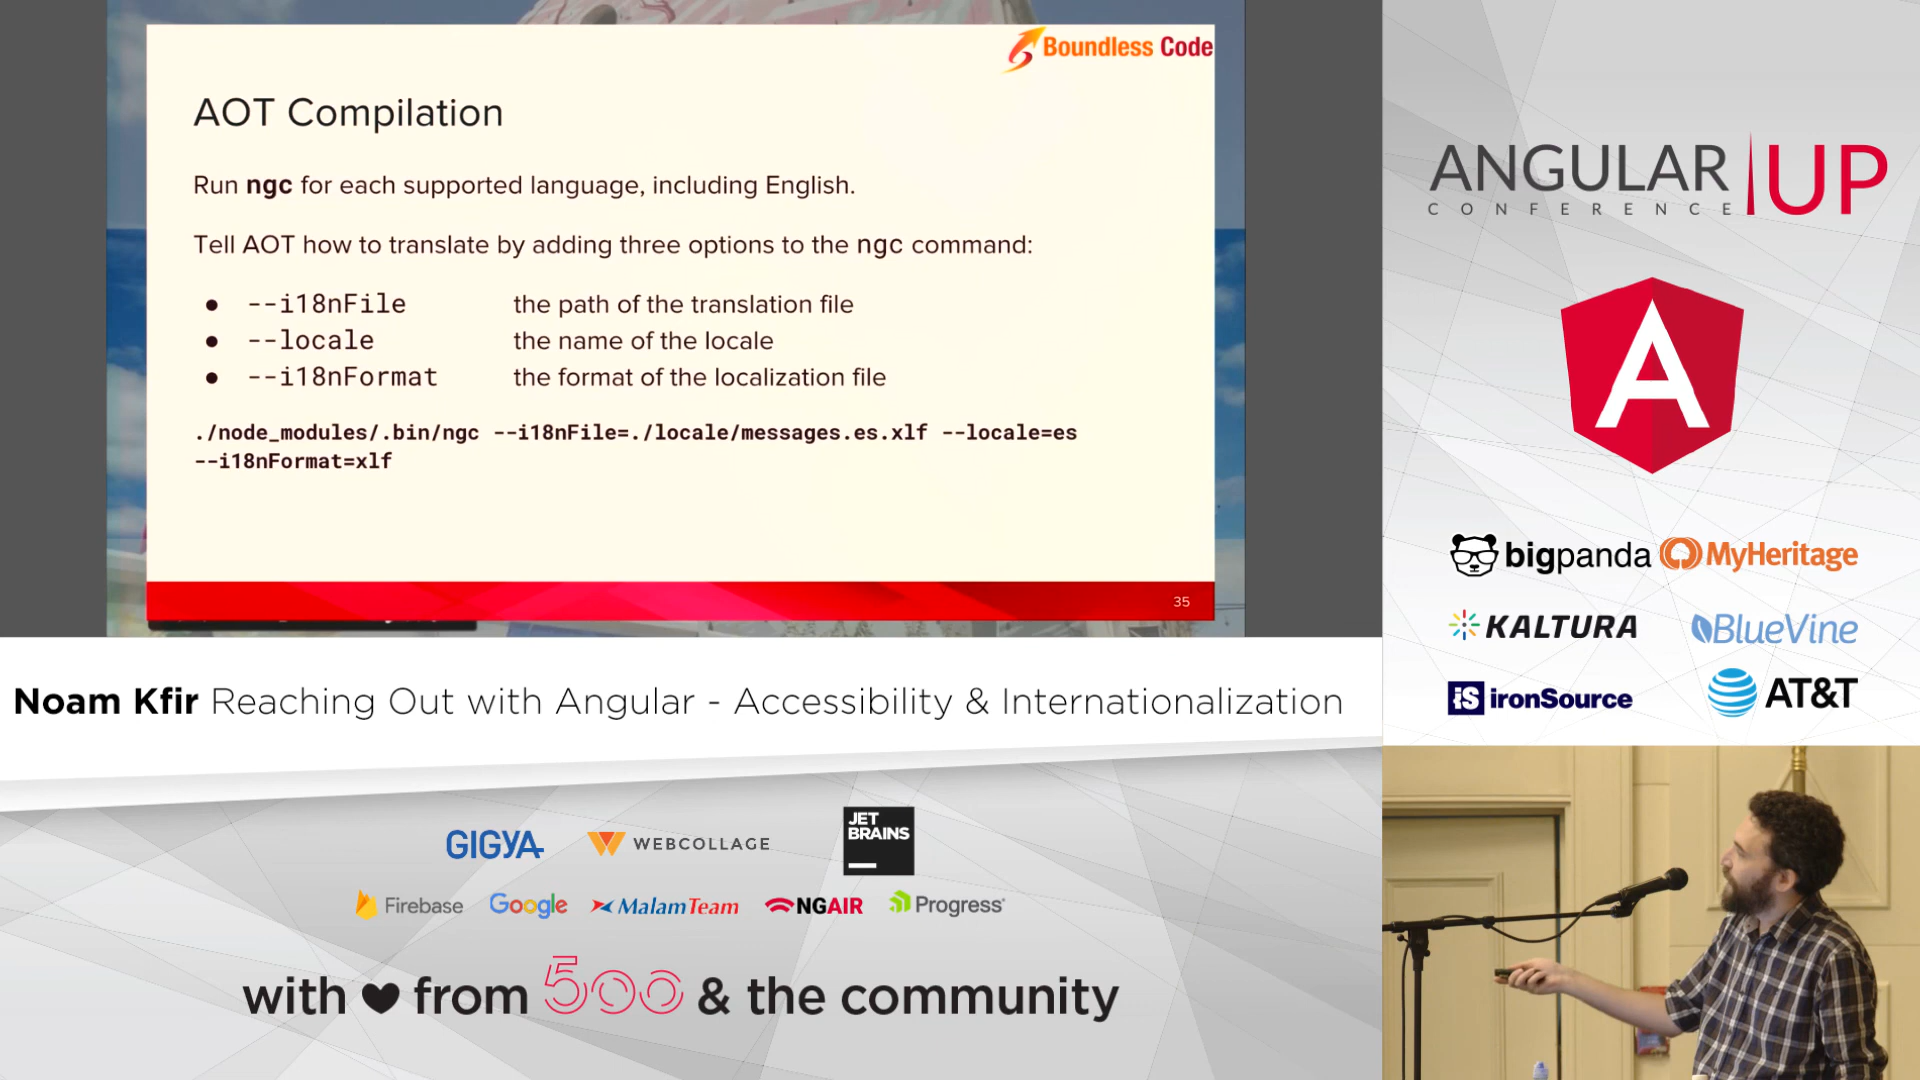 Boundless Code
AOT Compilation
Run ngc for each supported language, including English.
Tell AOT how to translate by adding three options to the ngc command:
● --i18nFile the path of the translation file
● --locale the name of the locale
● --i18nFormat the format of the localization file
./node_modules/.bin/ngc --i18nFile=./locale/messages.es.xlf --locale=es
--i18nFormat=xlf
35
ANGULAR UP
CONFERENCE
A
bigpanda MyHeritage
KALTURA BlueVine
iS ironSource AT&T
Noam Kfir Reaching Out with Angular - Accessibility & Internationalization
GIGYA WEBCOLLAGE JET
BRAINS
Firebase Google MalamTeam NGAIR Progress
with ♥ from 500 & the community